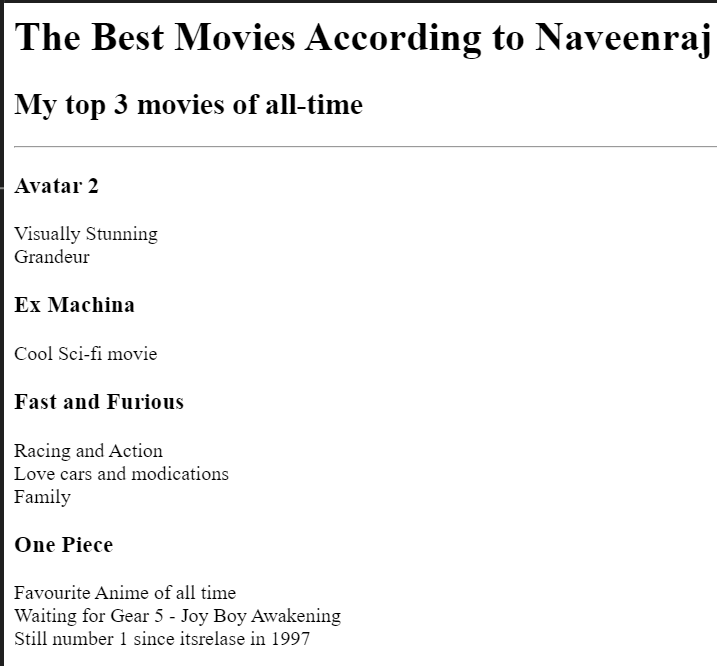 The Best Movies According to Naveenraj
My top 3 movies of all-time
Avatar 2
Visually Stunning
Grandeur
Ex Machina
Cool Sci-fi movie
Fast and Furious
Racing and Action
Love cars and modications
Family
One Piece
Favourite Anime of all time
Waiting for Gear 5 - Joy Boy Awakening
Still number 1 since itsrelase in 1997